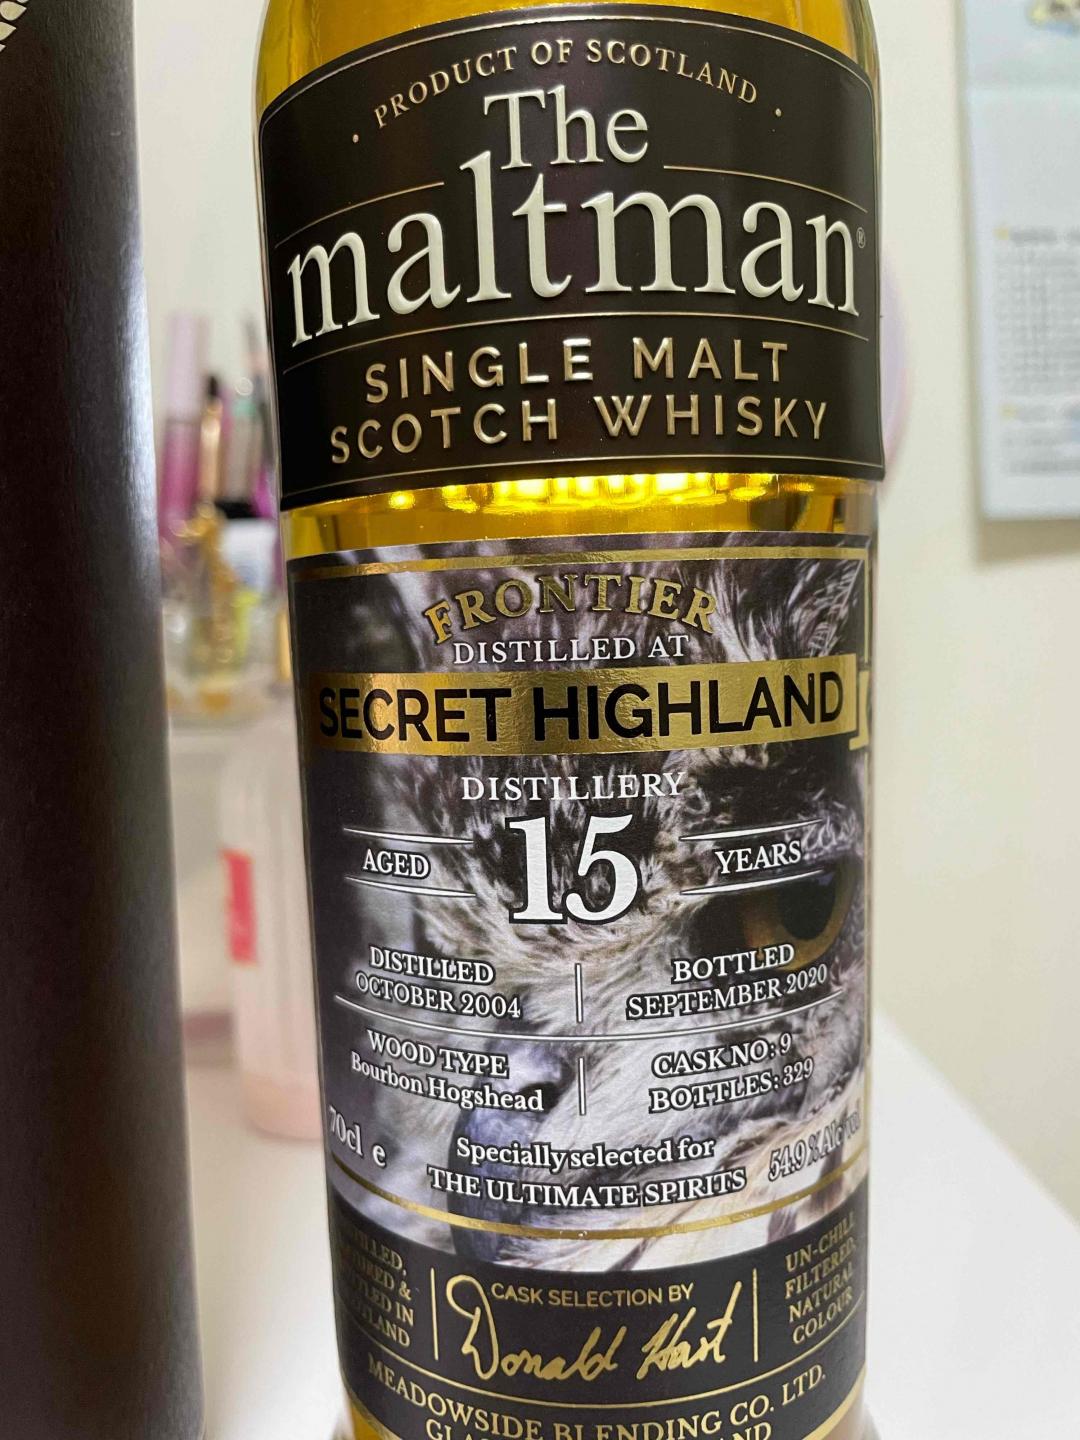 · PRODUCT OF SCOTLAND ·
The
maltman®
SINGLE MALT
SCOTCH WHISKY
FRONTIER
DISTILLED AT
SECRET HIGHLAND
DISTILLERY
AGED 15 YEARS
DISTILLED
OCTOBER 2004
BOTTLED
SEPTEMBER 2020
WOOD TYPE
Bourbon Hogshead
CASK NO: 9
BOTTLES: 329
70cl e
Specially selected for
THE ULTIMATE SPIRITS
54.9% Alc/vol
BOTTLED IN
SCOTLAND
CASK SELECTION BY
Donald Hart
UN-CHILL
FILTERED,
NATURAL
COLOUR
MEADOWSIDE BLENDING CO. LTD.